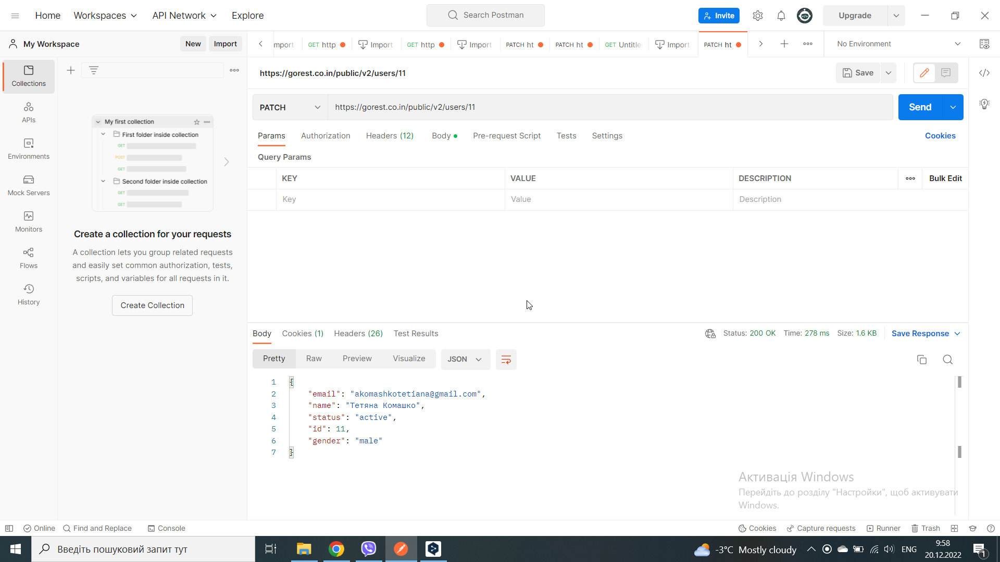 Home Workspaces API Network Explore Search Postman Invite Upgrade
My Workspace New Import mport GET http Import GET http Import PATCH ht PATCH ht GET Untitle Import PATCH ht No Environment
Collections
APIs
Environments
Mock Servers
Monitors
Flows
History
My first collection
First folder inside collection
GET
POST
GET
Second folder inside collection
GET
GET
Create a collection for your requests
A collection lets you group related requests
and easily set common authorization, tests,
scripts, and variables for all requests in it.
Create Collection
https://gorest.co.in/public/v2/users/11 Save
PATCH https://gorest.co.in/public/v2/users/11 Send
Params Authorization Headers (12) Body Pre-request Script Tests Settings Cookies
Query Params
KEY VALUE DESCRIPTION Bulk Edit
Key Value Description
Body Cookies (1) Headers (26) Test Results Status: 200 OK Time: 278 ms Size: 1.6 KB Save Response
Pretty Raw Preview Visualize JSON
1 {
2 "email": "akomashkotetiana@gmail.com",
3 "name": "Тетяна Комашко",
4 "status": "active",
5 "id": 11,
6 "gender": "male"
7 }
Активація Windows
Перейдіть до розділу "Настройки", щоб активувати
Windows.
Online Find and Replace Console Cookies Capture requests Runner Trash
Введіть пошуковий запит тут -3°C Mostly cloudy ENG 9:58
20.12.2022 1